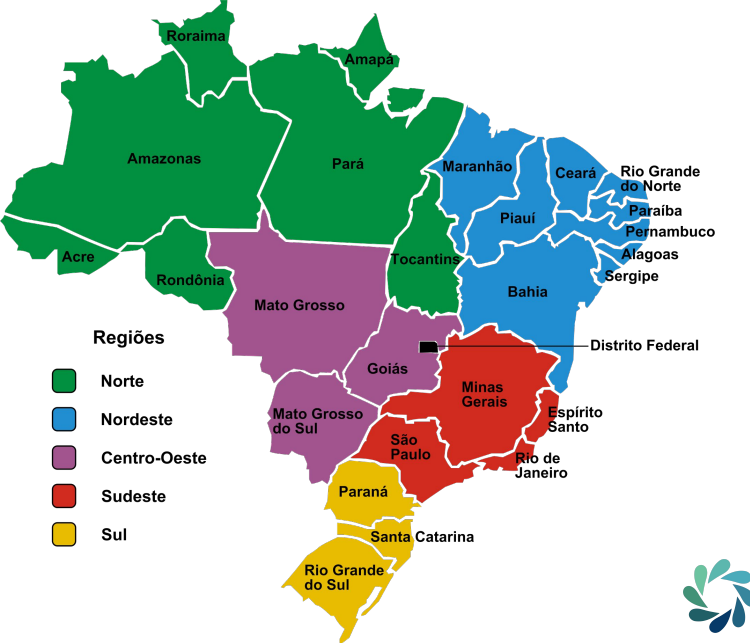 Roraima
Amapá
Amazonas
Pará
Maranhão
Ceará
Rio Grande
do Norte
Paraíba
Piauí
Pernambuco
Acre
Tocantins
Alagoas
Rondônia
Sergipe
Mato Grosso
Bahia
Distrito Federal
Goiás
Minas
Gerais
Mato Grosso
do Sul
Espírito
Santo
São
Paulo
Rio de
Janeiro
Paraná
Santa Catarina
Rio Grande
do Sul
Regiões
Norte
Nordeste
Centro-Oeste
Sudeste
Sul